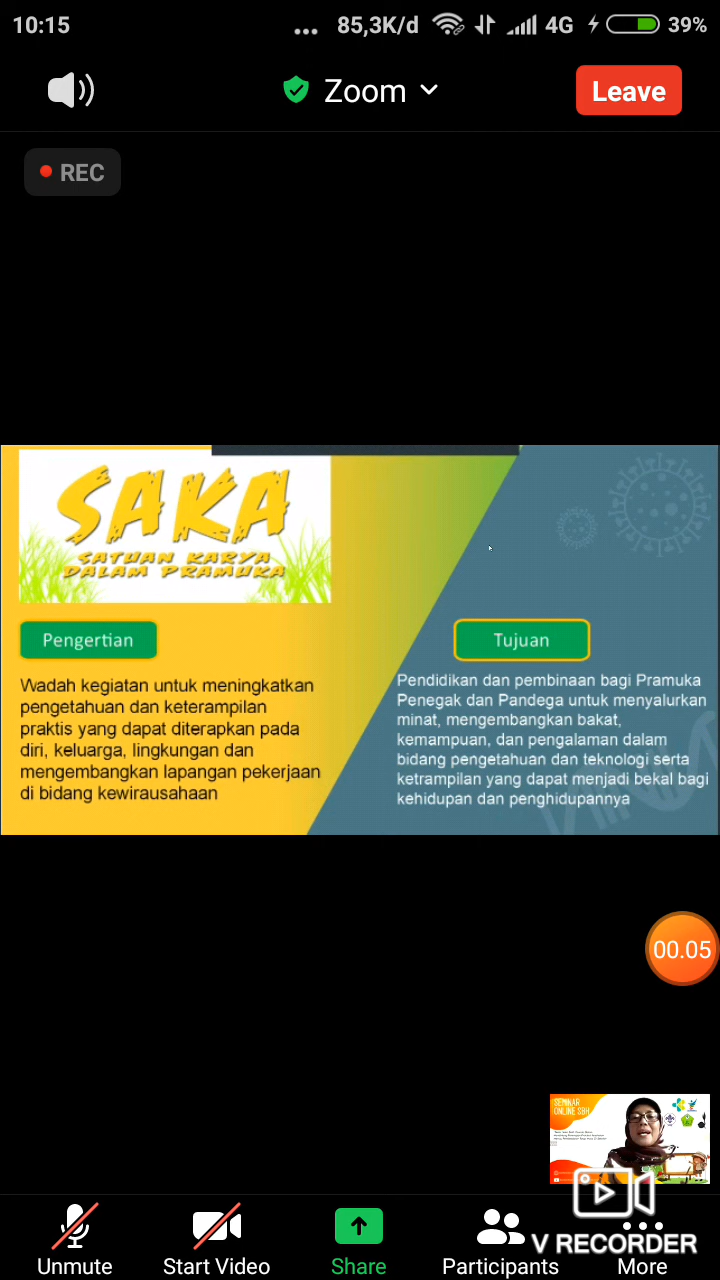 10:15
... 85,3K/d 4G 39%
Zoom
Leave
REC
SAKA
SATUAN KARYA
DALAM PRAMUKA
Pengertian
Wadah kegiatan untuk meningkatkan
pengetahuan dan keterampilan
praktis yang dapat diterapkan pada
diri, keluarga, lingkungan dan
mengembangkan lapangan pekerjaan
di bidang kewirausahaan
Tujuan
Pendidikan dan pembinaan bagi Pramuka
Penegak dan Pandega untuk menyalurkan
minat, mengembangkan bakat,
kemampuan, dan pengalaman dalam
bidang pengetahuan dan teknologi serta
ketrampilan yang dapat menjadi bekal bagi
kehidupan dan penghidupannya
00.05
SEMINAR
ONLINE SBH
V RECORDER
Unmute
Start Video
Share
Participants
More